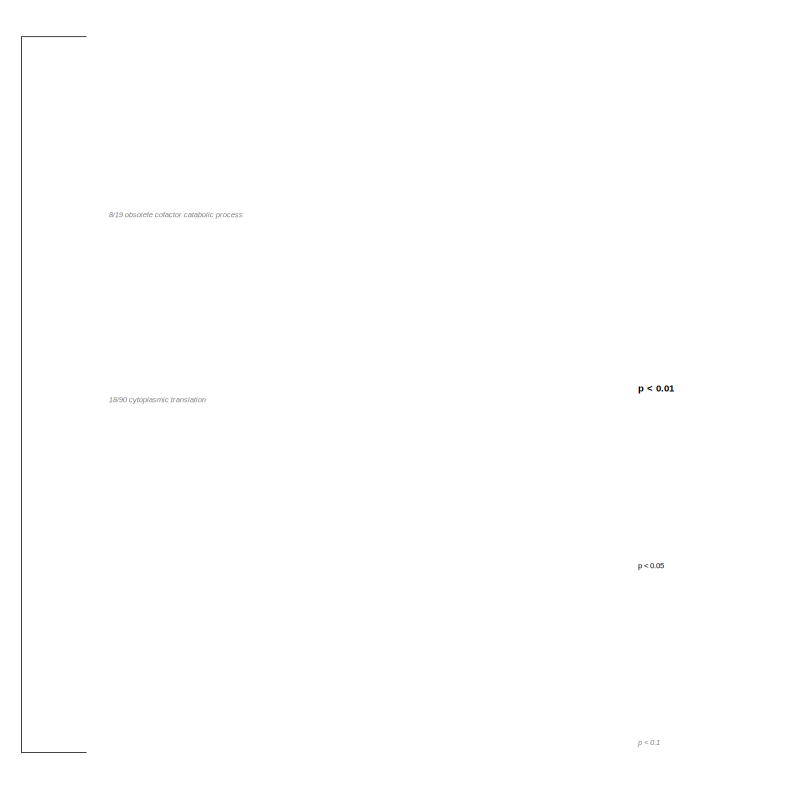 8/19 obsolete cofactor catabolic process
18/90 cytoplasmic translation
p < 0.01
p < 0.05
p < 0.1